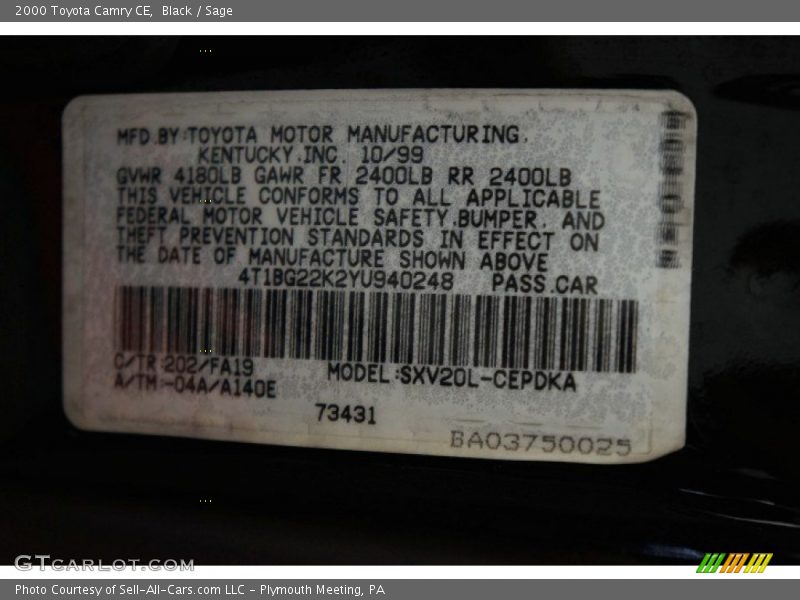 2000 Toyota Camry CE, Black / Sage
MFD.BY:TOYOTA MOTOR MANUFACTURING,
KENTUCKY.INC. 10/99
GVWR 4180LB GAWR FR 2400LB RR 2400LB
THIS VEHICLE CONFORMS TO ALL APPLICABLE
FEDERAL MOTOR VEHICLE SAFETY.BUMPER, AND
THEFT PREVENTION STANDARDS IN EFFECT ON
THE DATE OF MANUFACTURE SHOWN ABOVE
4T1BG22K2YU940248 PASS.CAR
C/TR:202/FA19 MODEL:SXV20L-CEPDKA
A/TM:-04A/A140E
73431
BA03750025
GTCARLOT.COM
Photo Courtesy of Sell-All-Cars.com LLC - Plymouth Meeting, PA